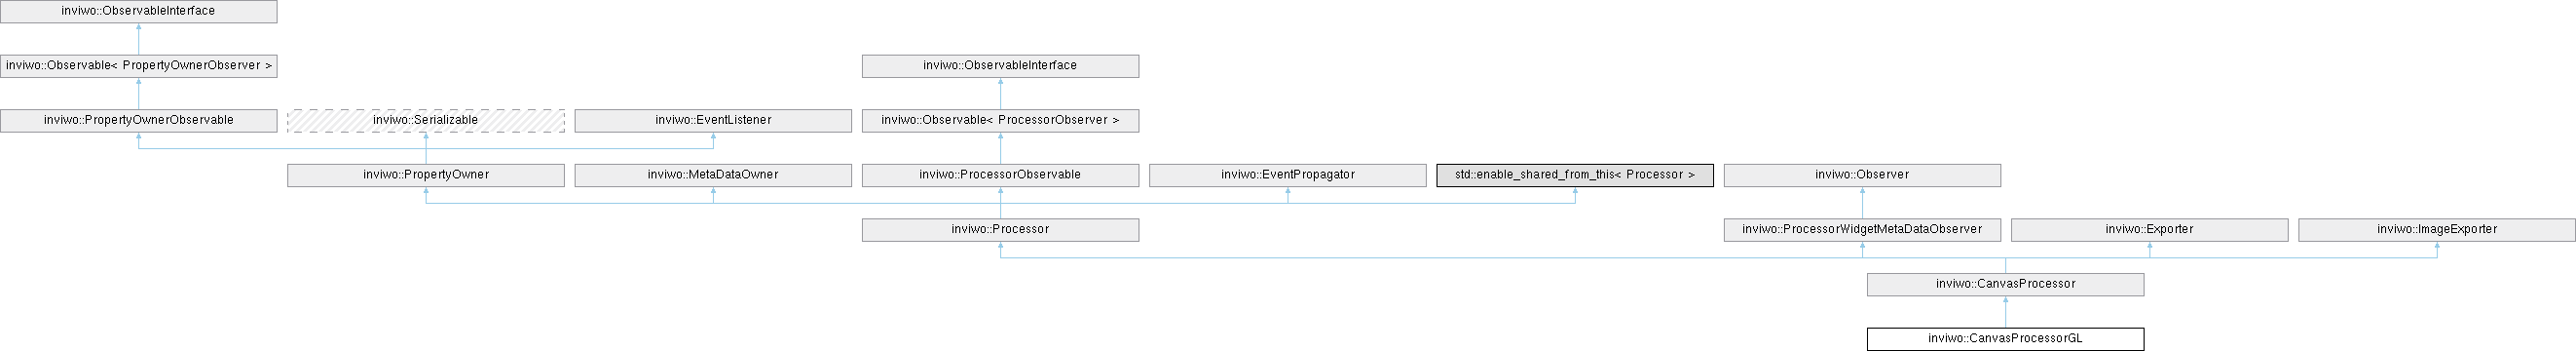 inviwo::ObservableInterface
inviwo::Observable< PropertyOwnerObserver >
inviwo::ObservableInterface
inviwo::PropertyOwnerObservable
inviwo::Serializable
inviwo::EventListener
inviwo::Observable< ProcessorObserver >
inviwo::PropertyOwner
inviwo::MetaDataOwner
inviwo::ProcessorObservable
inviwo::EventPropagator
std::enable_shared_from_this< Processor >
inviwo::Observer
inviwo::Processor
inviwo::ProcessorWidgetMetaDataObserver
inviwo::Exporter
inviwo::ImageExporter
inviwo::CanvasProcessor
inviwo::CanvasProcessorGL